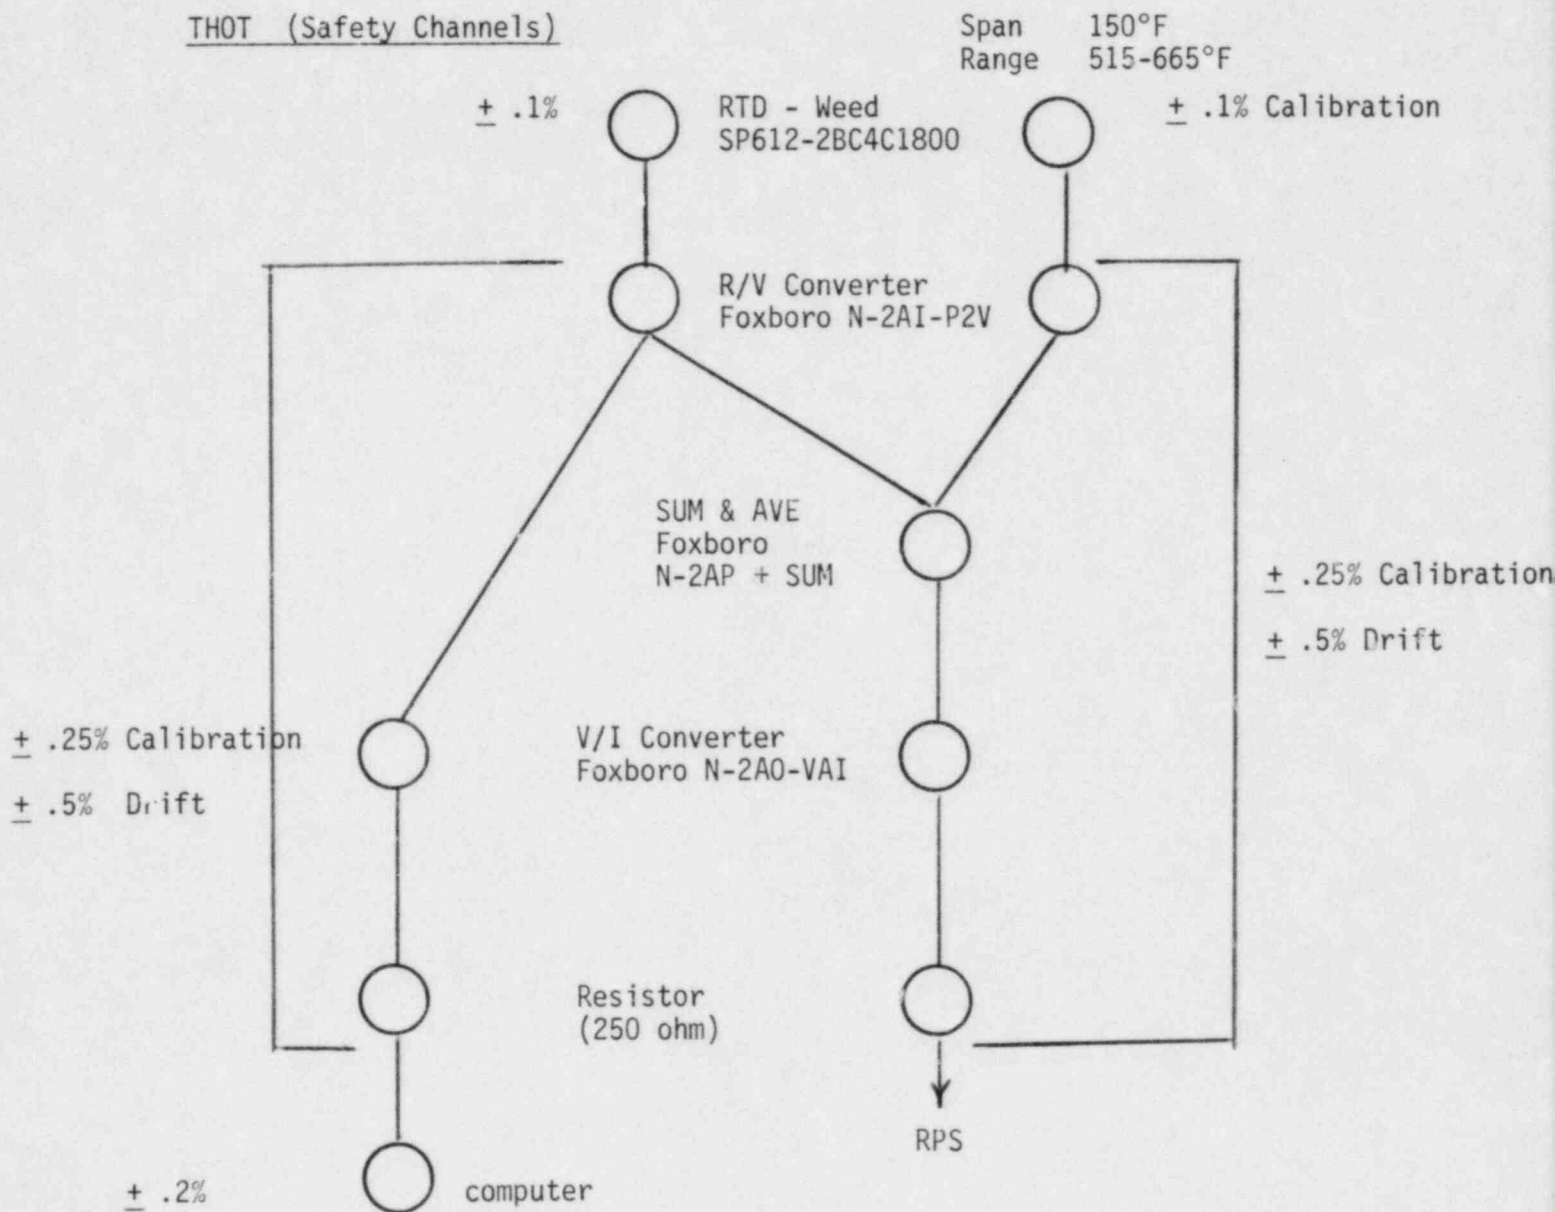 THOT (Safety Channels)
Span 150°F
Range 515-665°F
± .1%
RTD - Weed
SP612-2BC4C1800
± .1% Calibration
R/V Converter
Foxboro N-2AI-P2V
SUM & AVE
Foxboro
N-2AP + SUM
± .25% Calibration
± .5% Drift
± .25% Calibration
± .5% Drift
V/I Converter
Foxboro N-2AO-VAI
Resistor
(250 ohm)
RPS
± .2%
computer